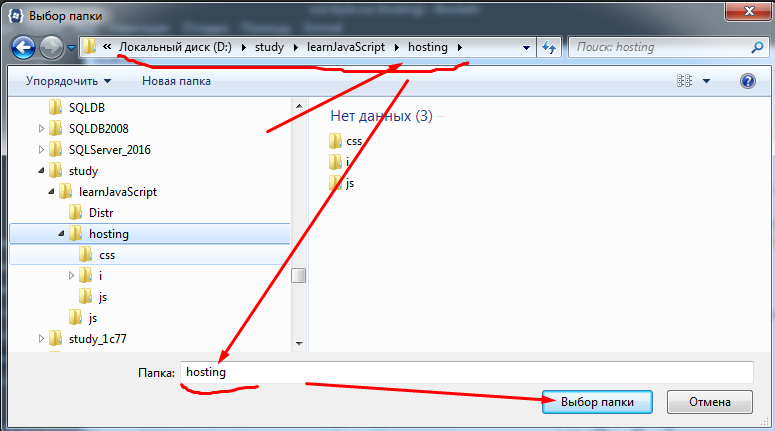 Выбор папки
« Локальный диск (D:) study learnJavaScript hosting
Поиск: hosting
Упорядочить
Новая папка
SQLDB
SQLDB2008
SQLServer_2016
study
learnJavaScript
Distr
hosting
css
i
js
js
study_1c77
Нет данных (3)
css
i
js
Папка: hosting
Выбор папки
Отмена